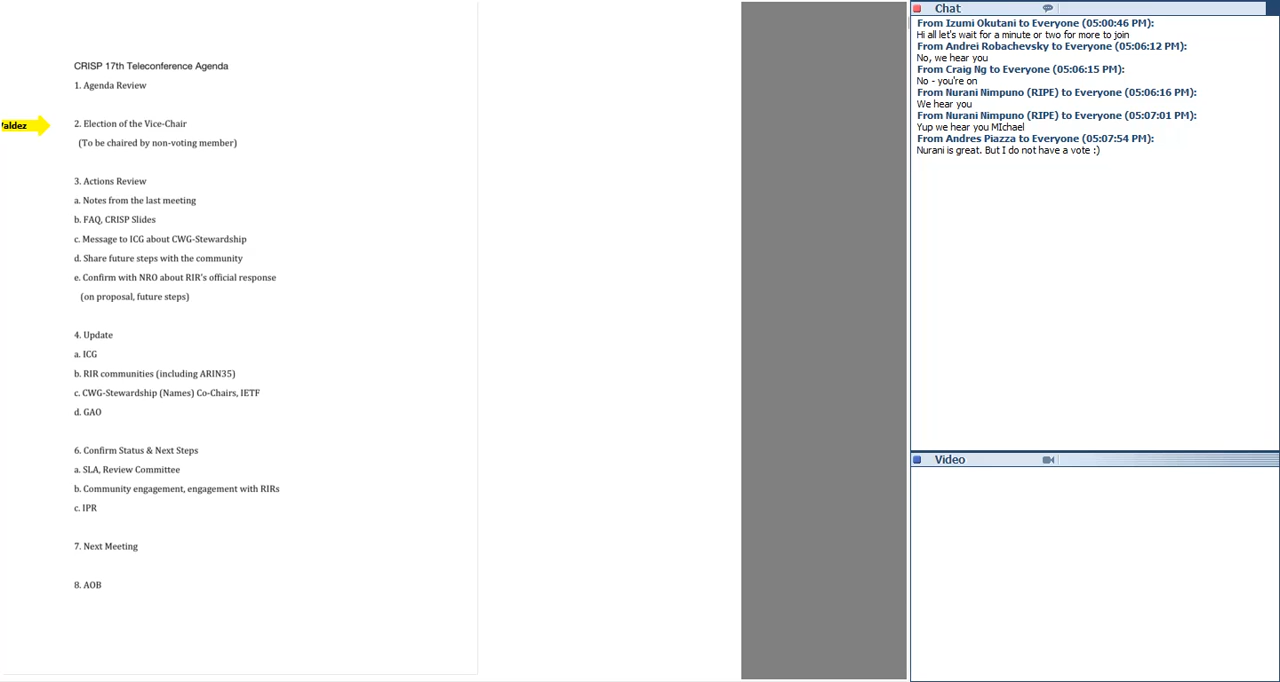 CRISP 17th Teleconference Agenda
1. Agenda Review
2. Election of the Vice-Chair
(To be chaired by non-voting member)
3. Actions Review
a. Notes from the last meeting
b. FAQ, CRISP Slides
c. Message to ICG about CWG-Stewardship
d. Share future steps with the community
e. Confirm with NRO about RIR's official response
(on proposal, future steps)
4. Update
a. ICG
b. RIR communities (including ARIN35)
c. CWG-Stewardship (Names) Co-Chairs, IETF
d. GAO
6. Confirm Status & Next Steps
a. SLA, Review Committee
b. Community engagement, engagement with RIRs
c. IPR
7. Next Meeting
8. AOB
Chat
From Izumi Okutani to Everyone (05:00:46 PM):
Hi all let's wait for a minute or two for more to join
From Andrei Robachevsky to Everyone (05:06:12 PM):
No, we hear you
From Craig Ng to Everyone (05:06:15 PM):
No - you're on
From Nurani Nimpuno (RIPE) to Everyone (05:06:16 PM):
We hear you
From Nurani Nimpuno (RIPE) to Everyone (05:07:01 PM):
Yup we hear you MIchael
From Andres Piazza to Everyone (05:07:54 PM):
Nurani is great. But I do not have a vote :)
Video